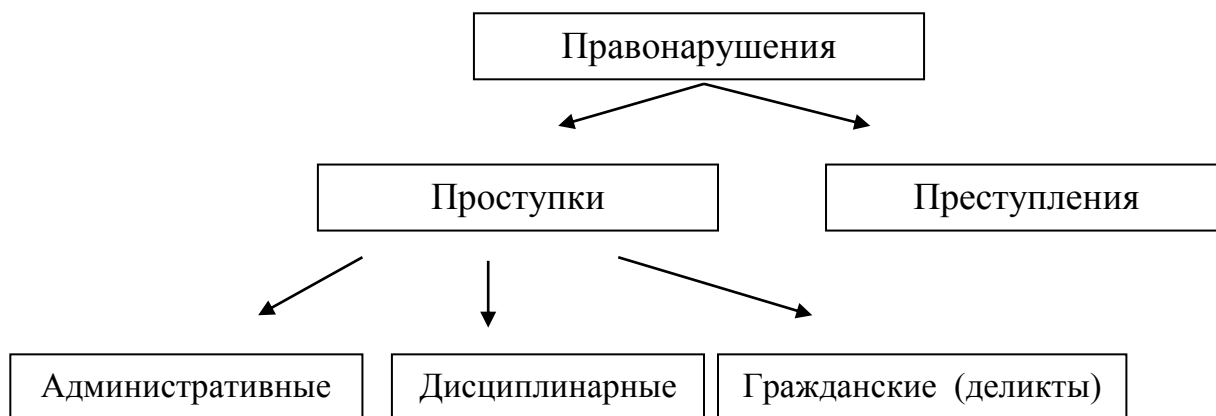 Правонарушения
Проступки
Преступления
Административные
Дисциплинарные
Гражданские (деликты)